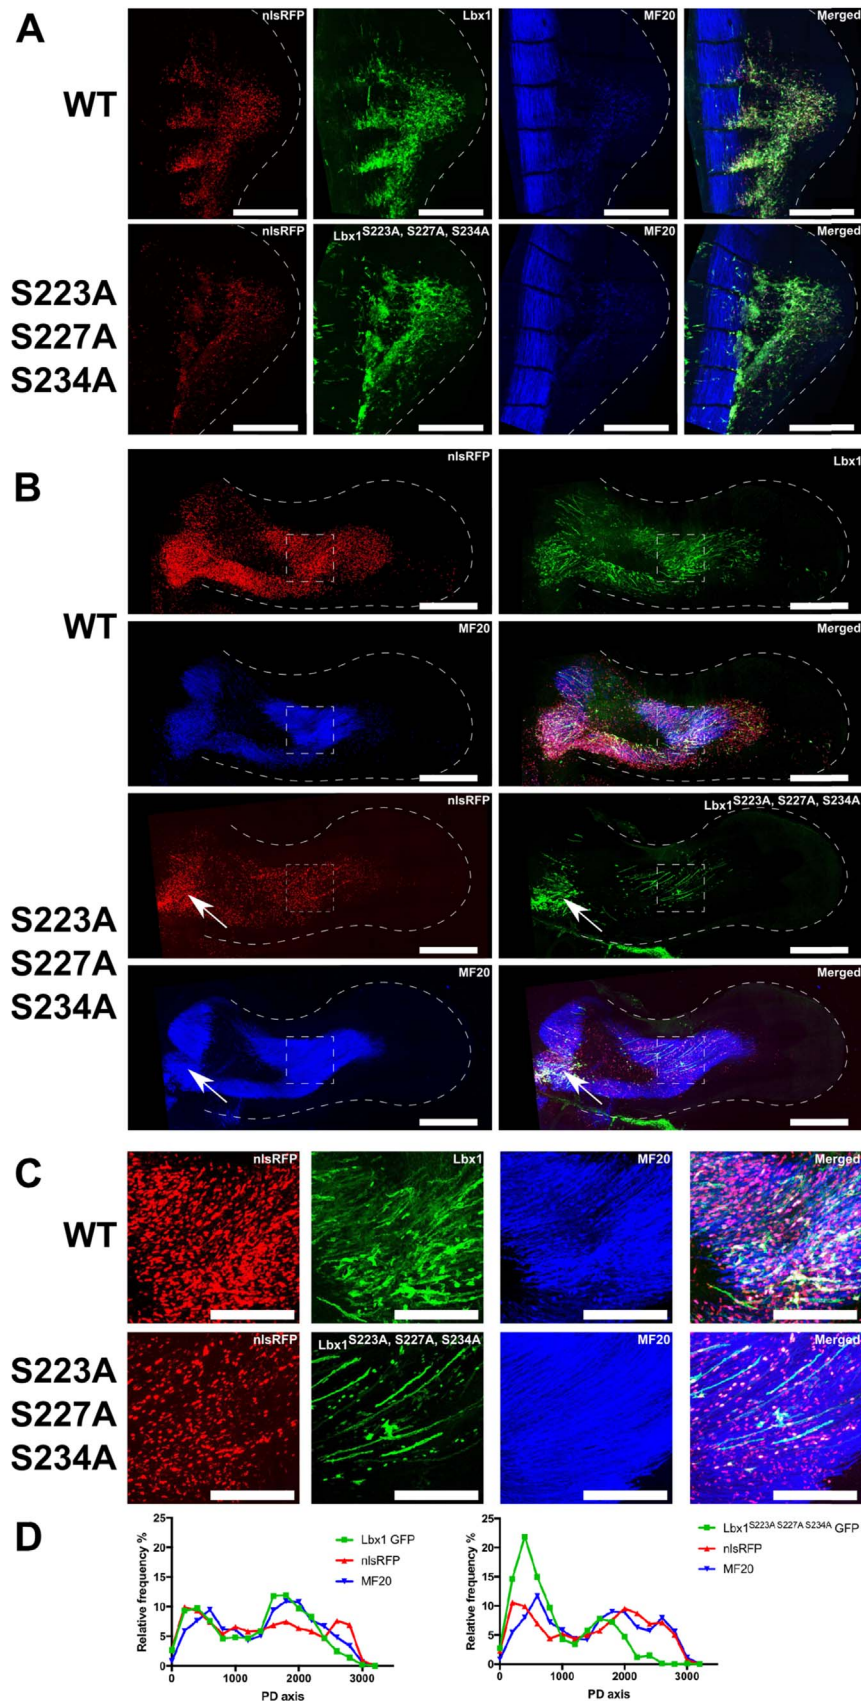 A
WT
nlsRFP
Lbx1
MF20
Merged
S223A
S227A
S234A
nlsRFP
Lbx1S223A, S227A, S234A
MF20
Merged
B
WT
nlsRFP
Lbx1
MF20
Merged
S223A
S227A
S234A
nlsRFP
Lbx1S223A, S227A, S234A
MF20
Merged
C
WT
nlsRFP
Lbx1
MF20
Merged
S223A
S227A
S234A
nlsRFP
Lbx1S223A, S227A, S234A
MF20
Merged
D
Relative frequency %
25
20
15
10
5
0
0
1000
2000
3000
PD axis
Lbx1 GFP
nlsRFP
MF20
Relative frequency %
25
20
15
10
5
0
0
1000
2000
3000
PD axis
Lbx1S223A S227A S234A GFP
nlsRFP
MF20